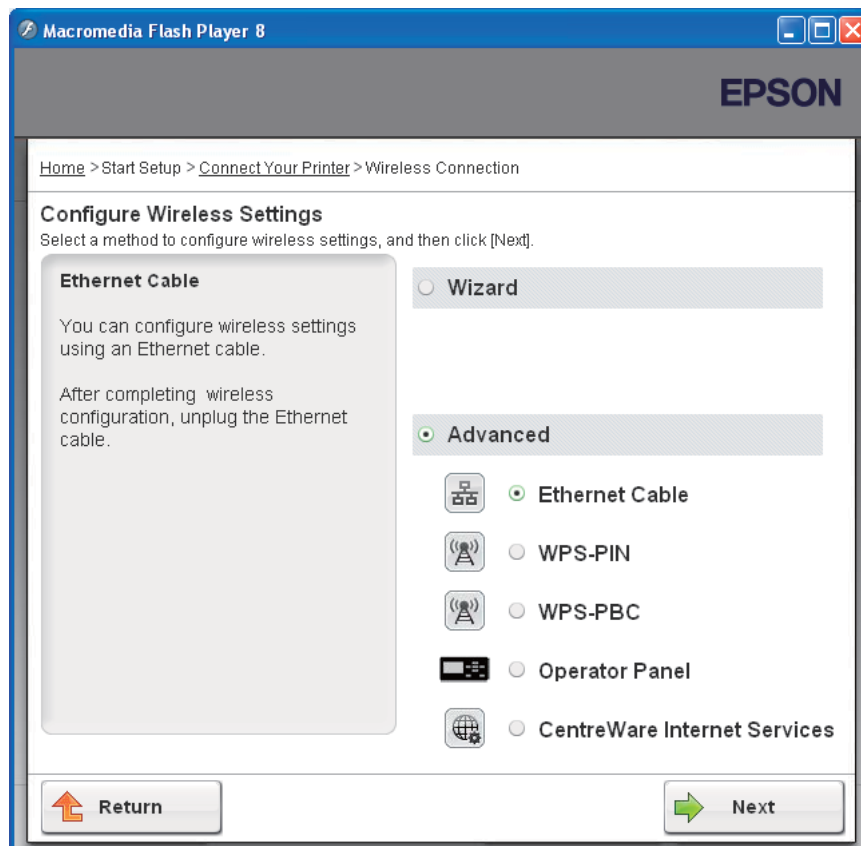 Macromedia Flash Player 8
EPSON
Home > Start Setup > Connect Your Printer > Wireless Connection
Configure Wireless Settings
Select a method to configure wireless settings, and then click [Next].
Ethernet Cable
You can configure wireless settings
using an Ethernet cable.
After completing wireless
configuration, unplug the Ethernet
cable.
Wizard
Advanced
Ethernet Cable
WPS-PIN
WPS-PBC
Operator Panel
CentreWare Internet Services
Return
Next